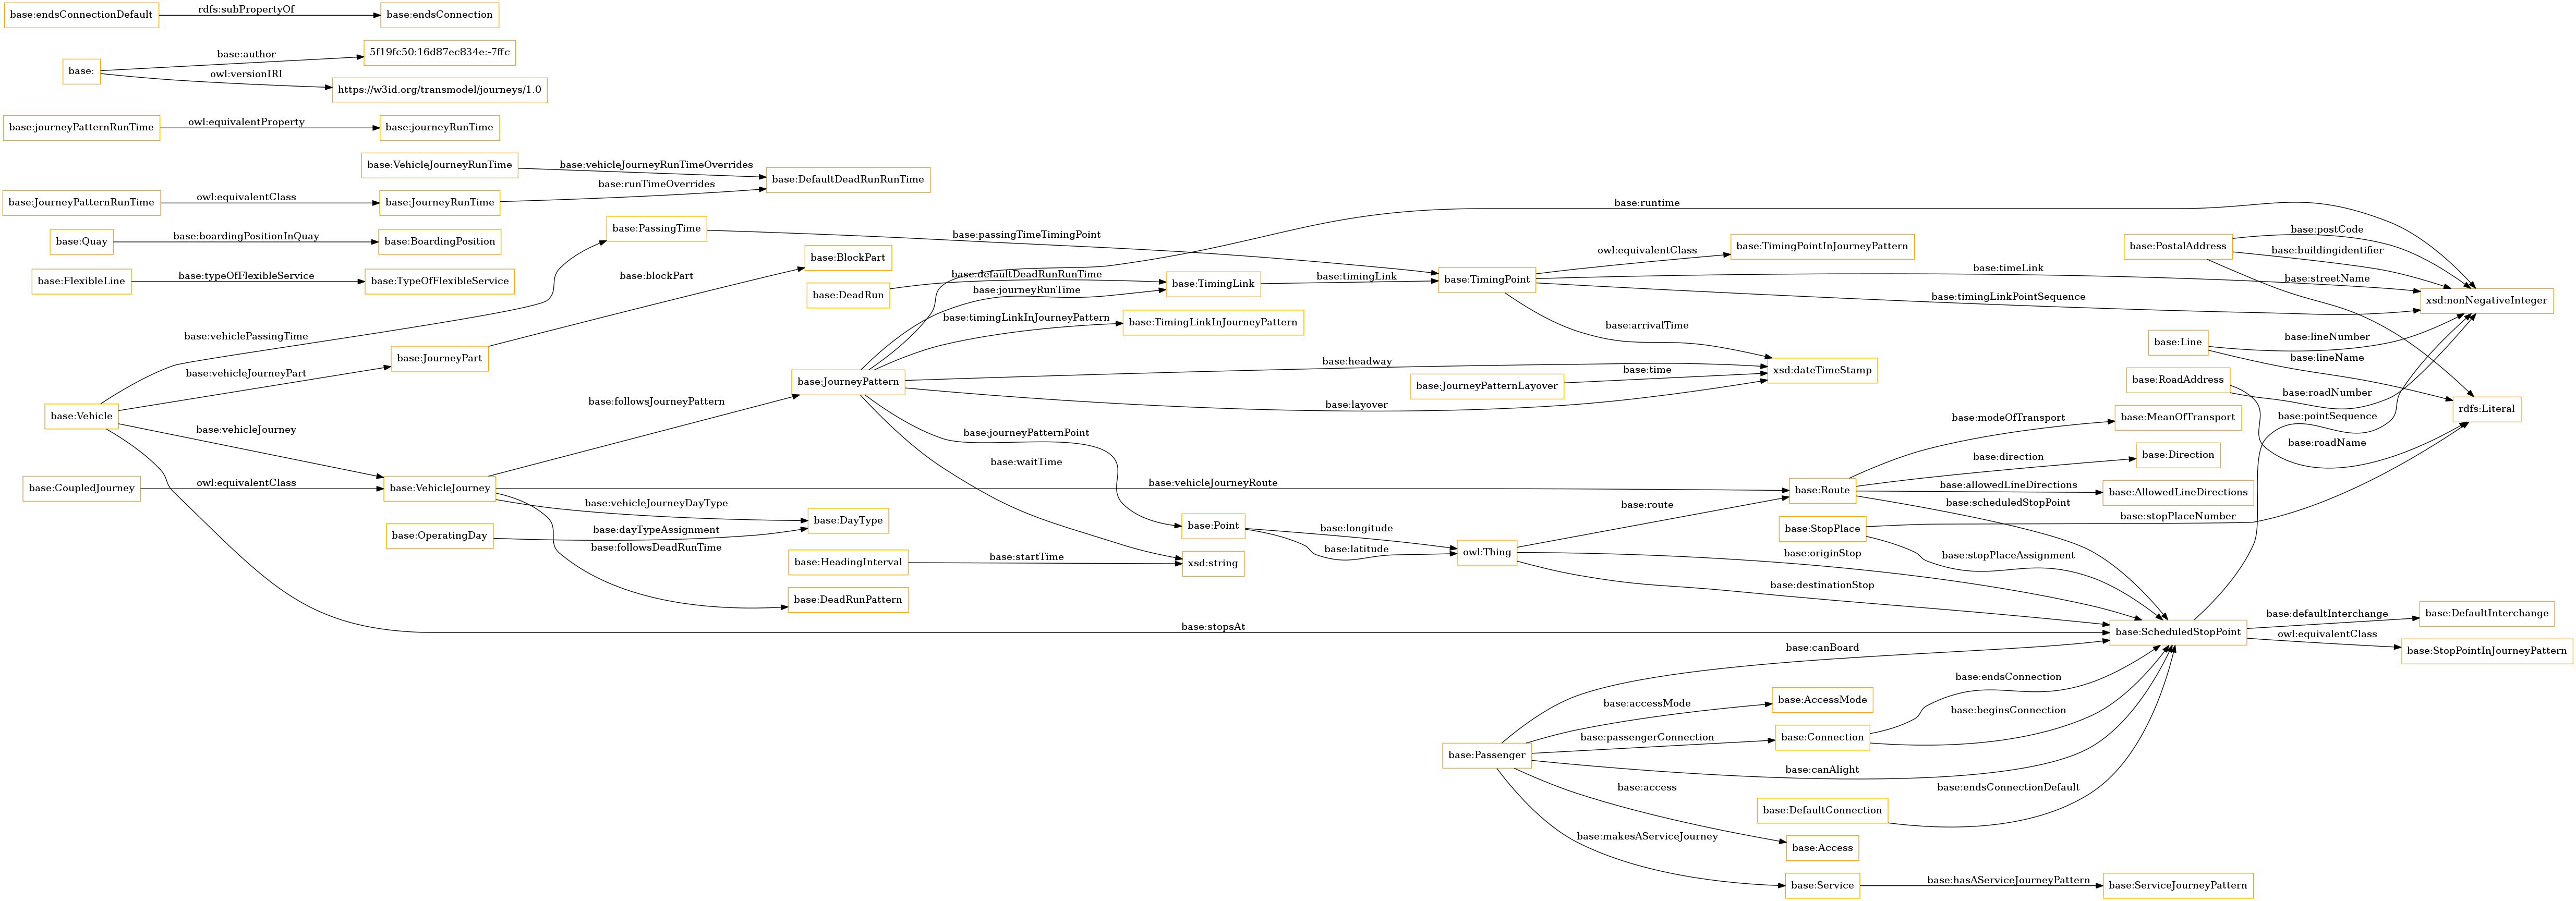 base:endsConnectionDefault
rdfs:subPropertyOf
base:endsConnection
base:
base:author
5f19fc50:16d87ec834e:-7ffc
owl:versionIRI
https://w3id.org/transmodel/journeys/1.0
base:journeyPatternRunTime
owl:equivalentProperty
base:journeyRunTime
base:VehicleJourneyRunTime
base:vehicleJourneyRunTimeOverrides
base:DefaultDeadRunRunTime
base:JourneyPatternRunTime
owl:equivalentClass
base:JourneyRunTime
base:runTimeOverrides
base:Quay
base:boardingPositionInQuay
base:BoardingPosition
base:FlexibleLine
base:typeOfFlexibleService
base:TypeOfFlexibleService
base:PassingTime
base:passingTimeTimingPoint
base:BlockPart
base:blockPart
base:DeadRun
base:defaultDeadRunRunTime
base:journeyRunTime
base:TimingLink
base:timingLink
base:TimingPoint
owl:equivalentClass
base:TimingPointInJourneyPattern
base:runtime
base:timeLink
base:timingLinkPointSequence
base:arrivalTime
base:PostalAddress
base:postCode
base:buildingidentifier
base:streetName
xsd:nonNegativeInteger
base:timingLinkInJourneyPattern
base:TimingLinkInJourneyPattern
base:vehiclePassingTime
base:JourneyPart
base:vehicleJourneyPart
base:Vehicle
base:vehicleJourney
base:JourneyPattern
base:headway
base:layover
base:JourneyPatternLayover
base:time
xsd:dateTimeStamp
base:Line
base:lineNumber
base:lineName
base:RoadAddress
base:roadNumber
base:roadName
rdfs:Literal
base:followsJourneyPattern
base:journeyPatternPoint
base:waitTime
base:CoupledJourney
owl:equivalentClass
base:VehicleJourney
base:vehicleJourneyRoute
base:vehicleJourneyDayType
base:DayType
base:OperatingDay
base:dayTypeAssignment
base:followsDeadRunTime
base:HeadingInterval
base:startTime
xsd:string
base:DeadRunPattern
base:Point
base:longitude
base:latitude
owl:Thing
base:route
base:originStop
base:destinationStop
base:Route
base:modeOfTransport
base:MeanOfTransport
base:direction
base:Direction
base:allowedLineDirections
base:AllowedLineDirections
base:scheduledStopPoint
base:pointSequence
base:StopPlace
base:stopPlaceNumber
base:stopPlaceAssignment
base:stopsAt
base:ScheduledStopPoint
base:defaultInterchange
base:DefaultInterchange
owl:equivalentClass
base:StopPointInJourneyPattern
base:canBoard
base:accessMode
base:AccessMode
base:Passenger
base:passengerConnection
base:Connection
base:endsConnection
base:beginsConnection
base:canAlight
base:access
base:DefaultConnection
base:endsConnectionDefault
base:makesAServiceJourney
base:Access
base:Service
base:hasAServiceJourneyPattern
base:ServiceJourneyPattern